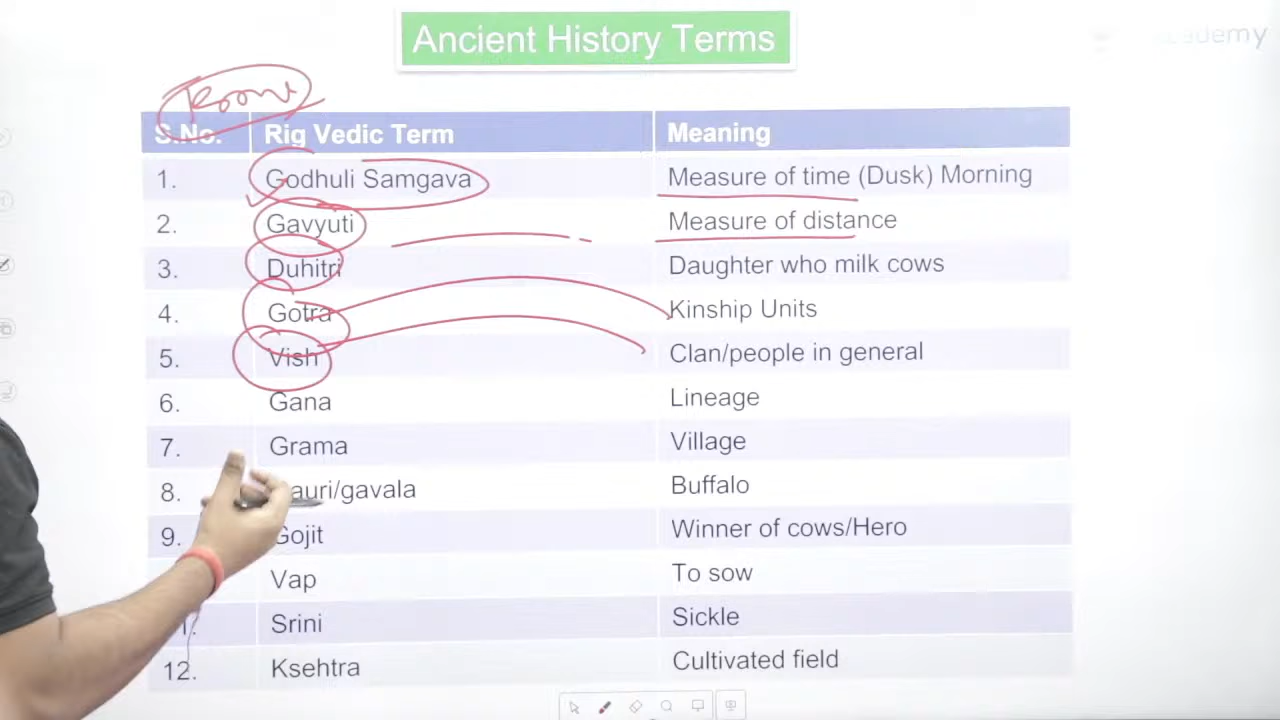 Ancient History Terms
S.No. Rig Vedic Term Meaning
1. Godhuli Samgava Measure of time (Dusk) Morning
2. Gavyuti Measure of distance
3. Duhitri Daughter who milk cows
4. Gotra Kinship Units
5. Vish Clan/people in general
6. Gana Lineage
7. Grama Village
8. auri/gavala Buffalo
9. Gojit Winner of cows/Hero
Vap To sow
1. Srini Sickle
12. Ksehtra Cultivated field